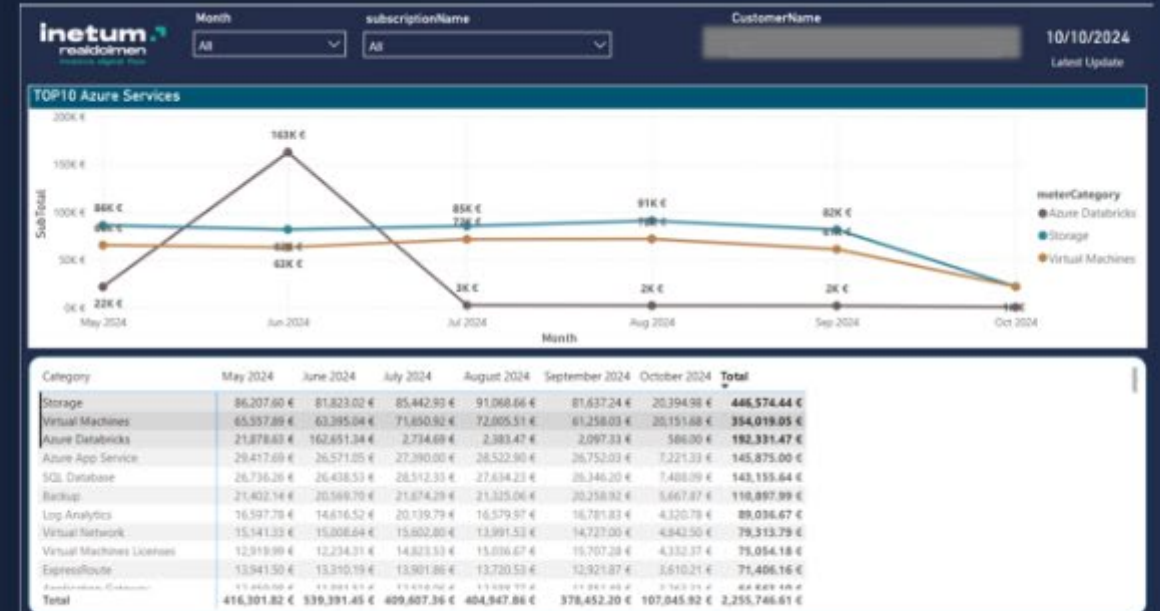 Month subscriptionName CustomerName
inetum.
realdolmen
All All 10/10/2024
Latest Update
TOP10 Azure Services
200K €
163K €
150K €
meterCategory
100K € 86K € 85K € 91K € 82K €
Azure Databricks
Storage
SubTotal
50K € 63K €
Virtual Machines
3K € 2K € 2K €
0K € 22K €
May 2024 Jun 2024 Jul 2024 Aug 2024 Sep 2024 Oct 2024
Month
Category May 2024 June 2024 July 2024 August 2024 September 2024 October 2024 Total
Storage 86,207.60 € 81,823.02 € 85,442.93 € 91,068.66 € 81,637.24 € 20,394.98 € 446,574.44 €
Virtual Machines 65,557.89 € 63,395.04 € 71,650.92 € 72,005.51 € 61,258.03 € 20,151.68 € 354,019.05 €
Azure Databricks 21,878.63 € 162,651.34 € 2,734.69 € 2,383.47 € 2,097.33 € 586.00 € 192,331.47 €
Azure App Service 29,417.69 € 26,571.05 € 27,390.00 € 28,522.90 € 26,752.03 € 7,221.33 € 145,875.00 €
SQL Database 26,736.26 € 26,438.53 € 28,512.33 € 27,634.23 € 26,346.20 € 7,488.09 € 143,155.64 €
Backup 21,402.14 € 20,569.70 € 21,674.29 € 21,325.06 € 20,258.92 € 5,667.87 € 110,897.99 €
Log Analytics 16,597.78 € 14,616.52 € 20,139.79 € 16,579.97 € 16,781.83 € 4,320.78 € 89,036.67 €
Virtual Network 15,141.33 € 15,008.64 € 15,602.80 € 13,991.52 € 14,727.00 € 4,842.50 € 79,313.79 €
Virtual Machines Licenses 12,919.99 € 12,234.31 € 14,823.53 € 15,036.67 € 15,707.28 € 4,332.37 € 75,054.18 €
ExpressRoute 13,941.50 € 13,310.19 € 13,901.86 € 13,720.53 € 12,921.87 € 3,610.21 € 71,406.16 €
Total 416,301.82 € 539,391.45 € 409,607.36 € 404,947.86 € 378,452.20 € 107,045.92 € 2,255,746.61 €